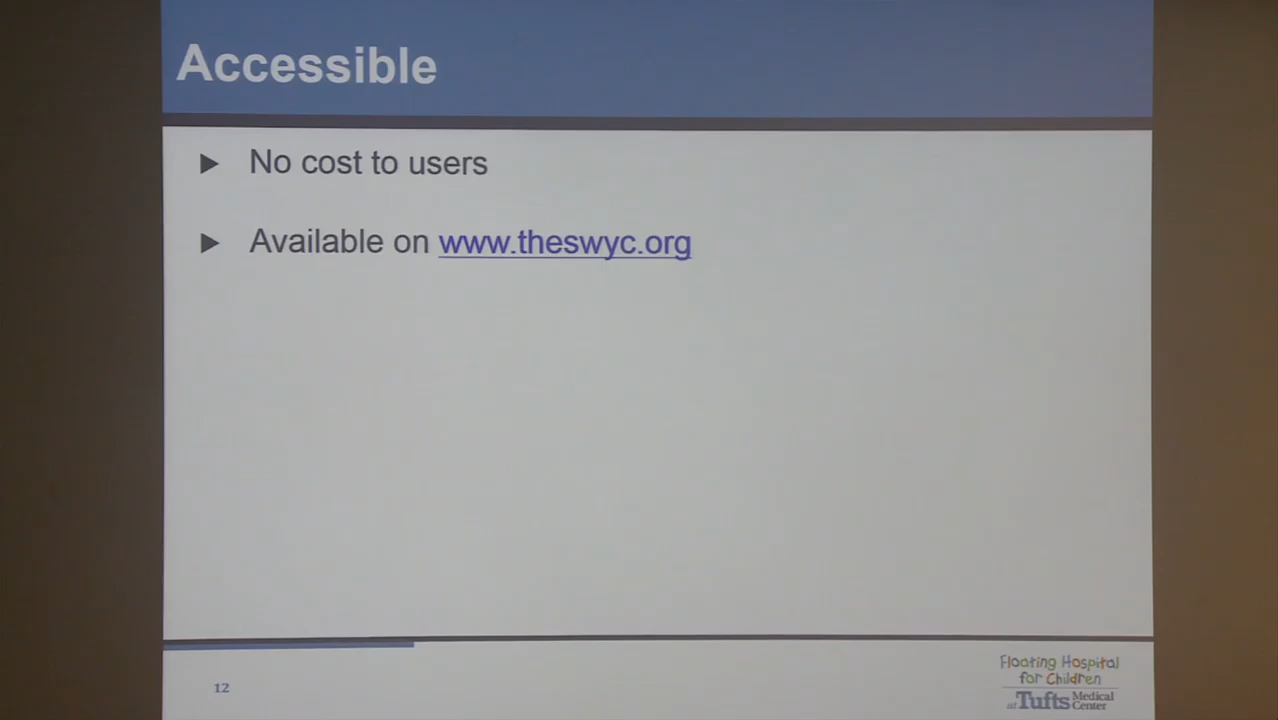 Accessible
▶ No cost to users
▶ Available on www.theswyc.org
12
Floating Hospital
for Children
at Tufts Medical Center